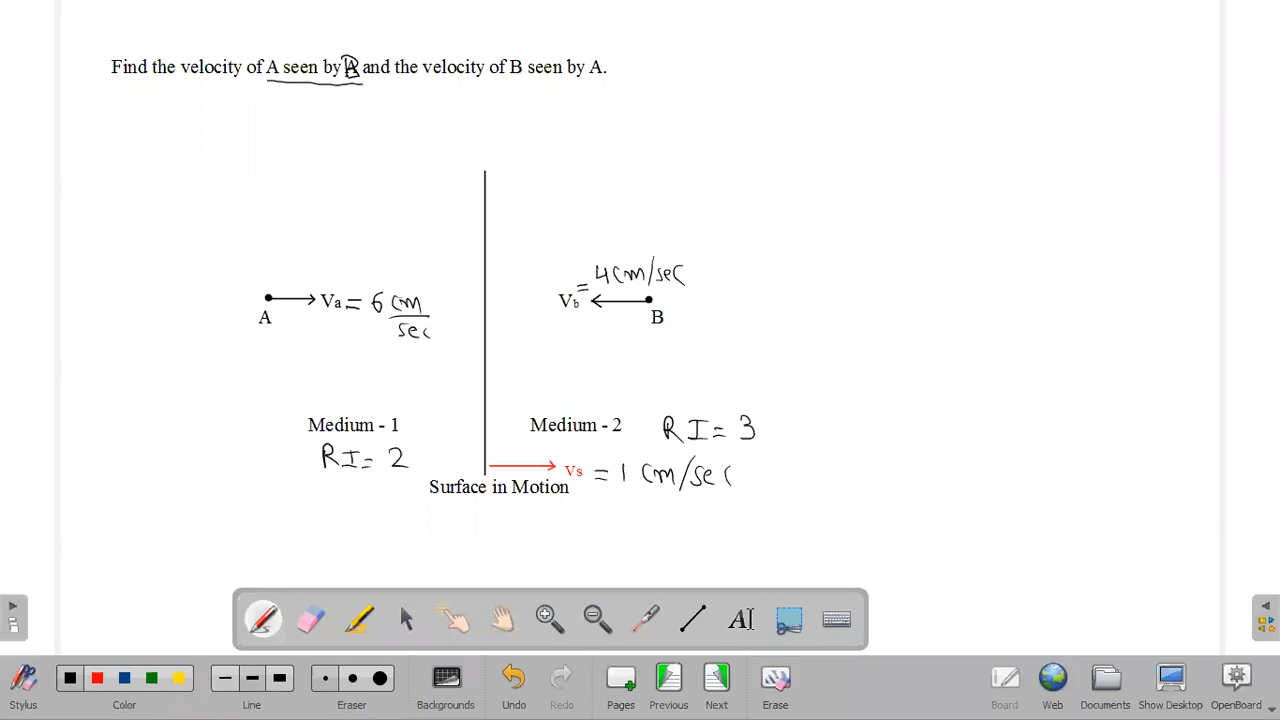 Find the velocity of A seen by B and the velocity of B seen by A.
= 4cm/sec
A Va = 6 cm/sec
Vb B
Medium - 1 Medium - 2 RI = 3
RI = 2
Vs = 1 cm/sec
Surface in Motion
Stylus Color Line Eraser Backgrounds Undo Redo Pages Previous Next Erase Board Web Documents Show Desktop OpenBoard